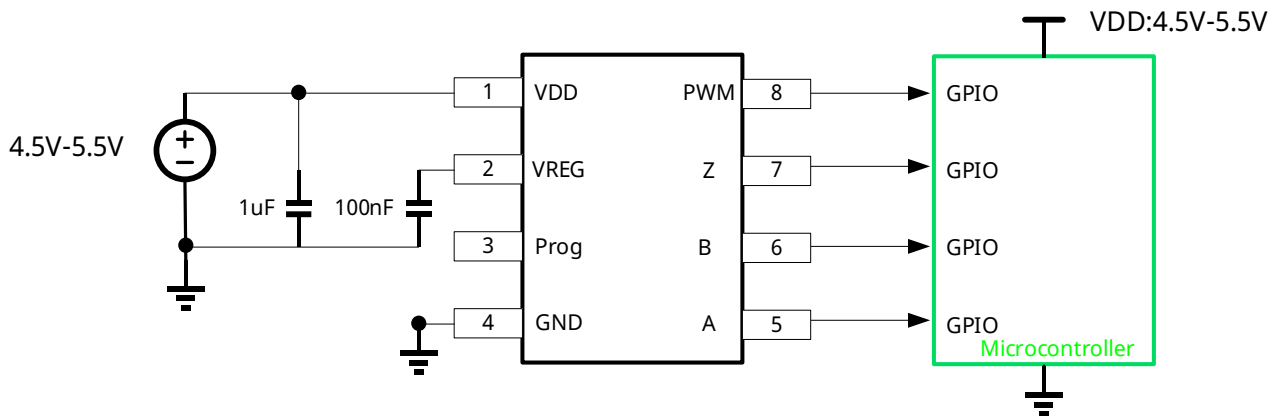 VDD:4.5V-5.5V
1 VDD PWM 8 GPIO
4.5V-5.5V
2 VREG Z 7 GPIO
1uF 100nF
3 Prog B 6 GPIO
4 GND A 5 GPIO
Microcontroller